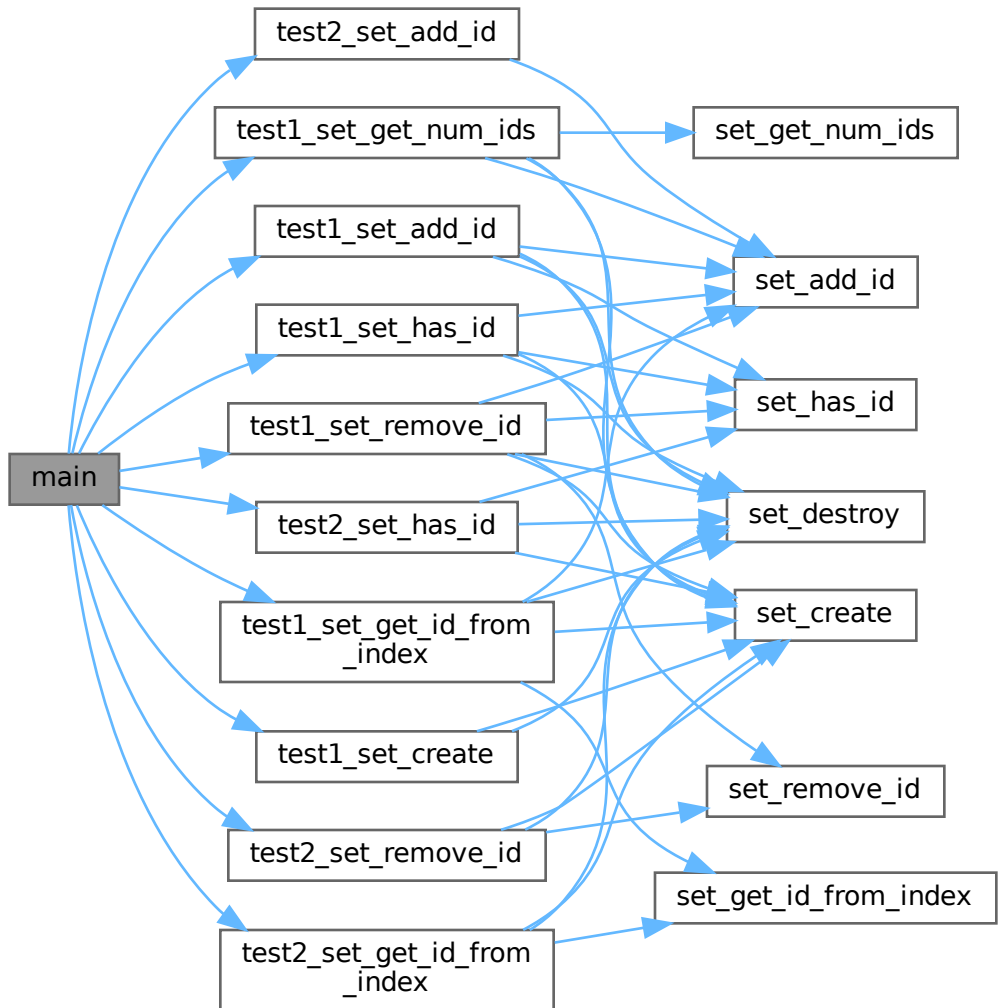 main
test2_set_add_id
test1_set_get_num_ids
test1_set_add_id
test1_set_has_id
test1_set_remove_id
test2_set_has_id
test1_set_get_id_from
_index
test1_set_create
test2_set_remove_id
test2_set_get_id_from
_index
set_get_num_ids
set_add_id
set_has_id
set_destroy
set_create
set_remove_id
set_get_id_from_index